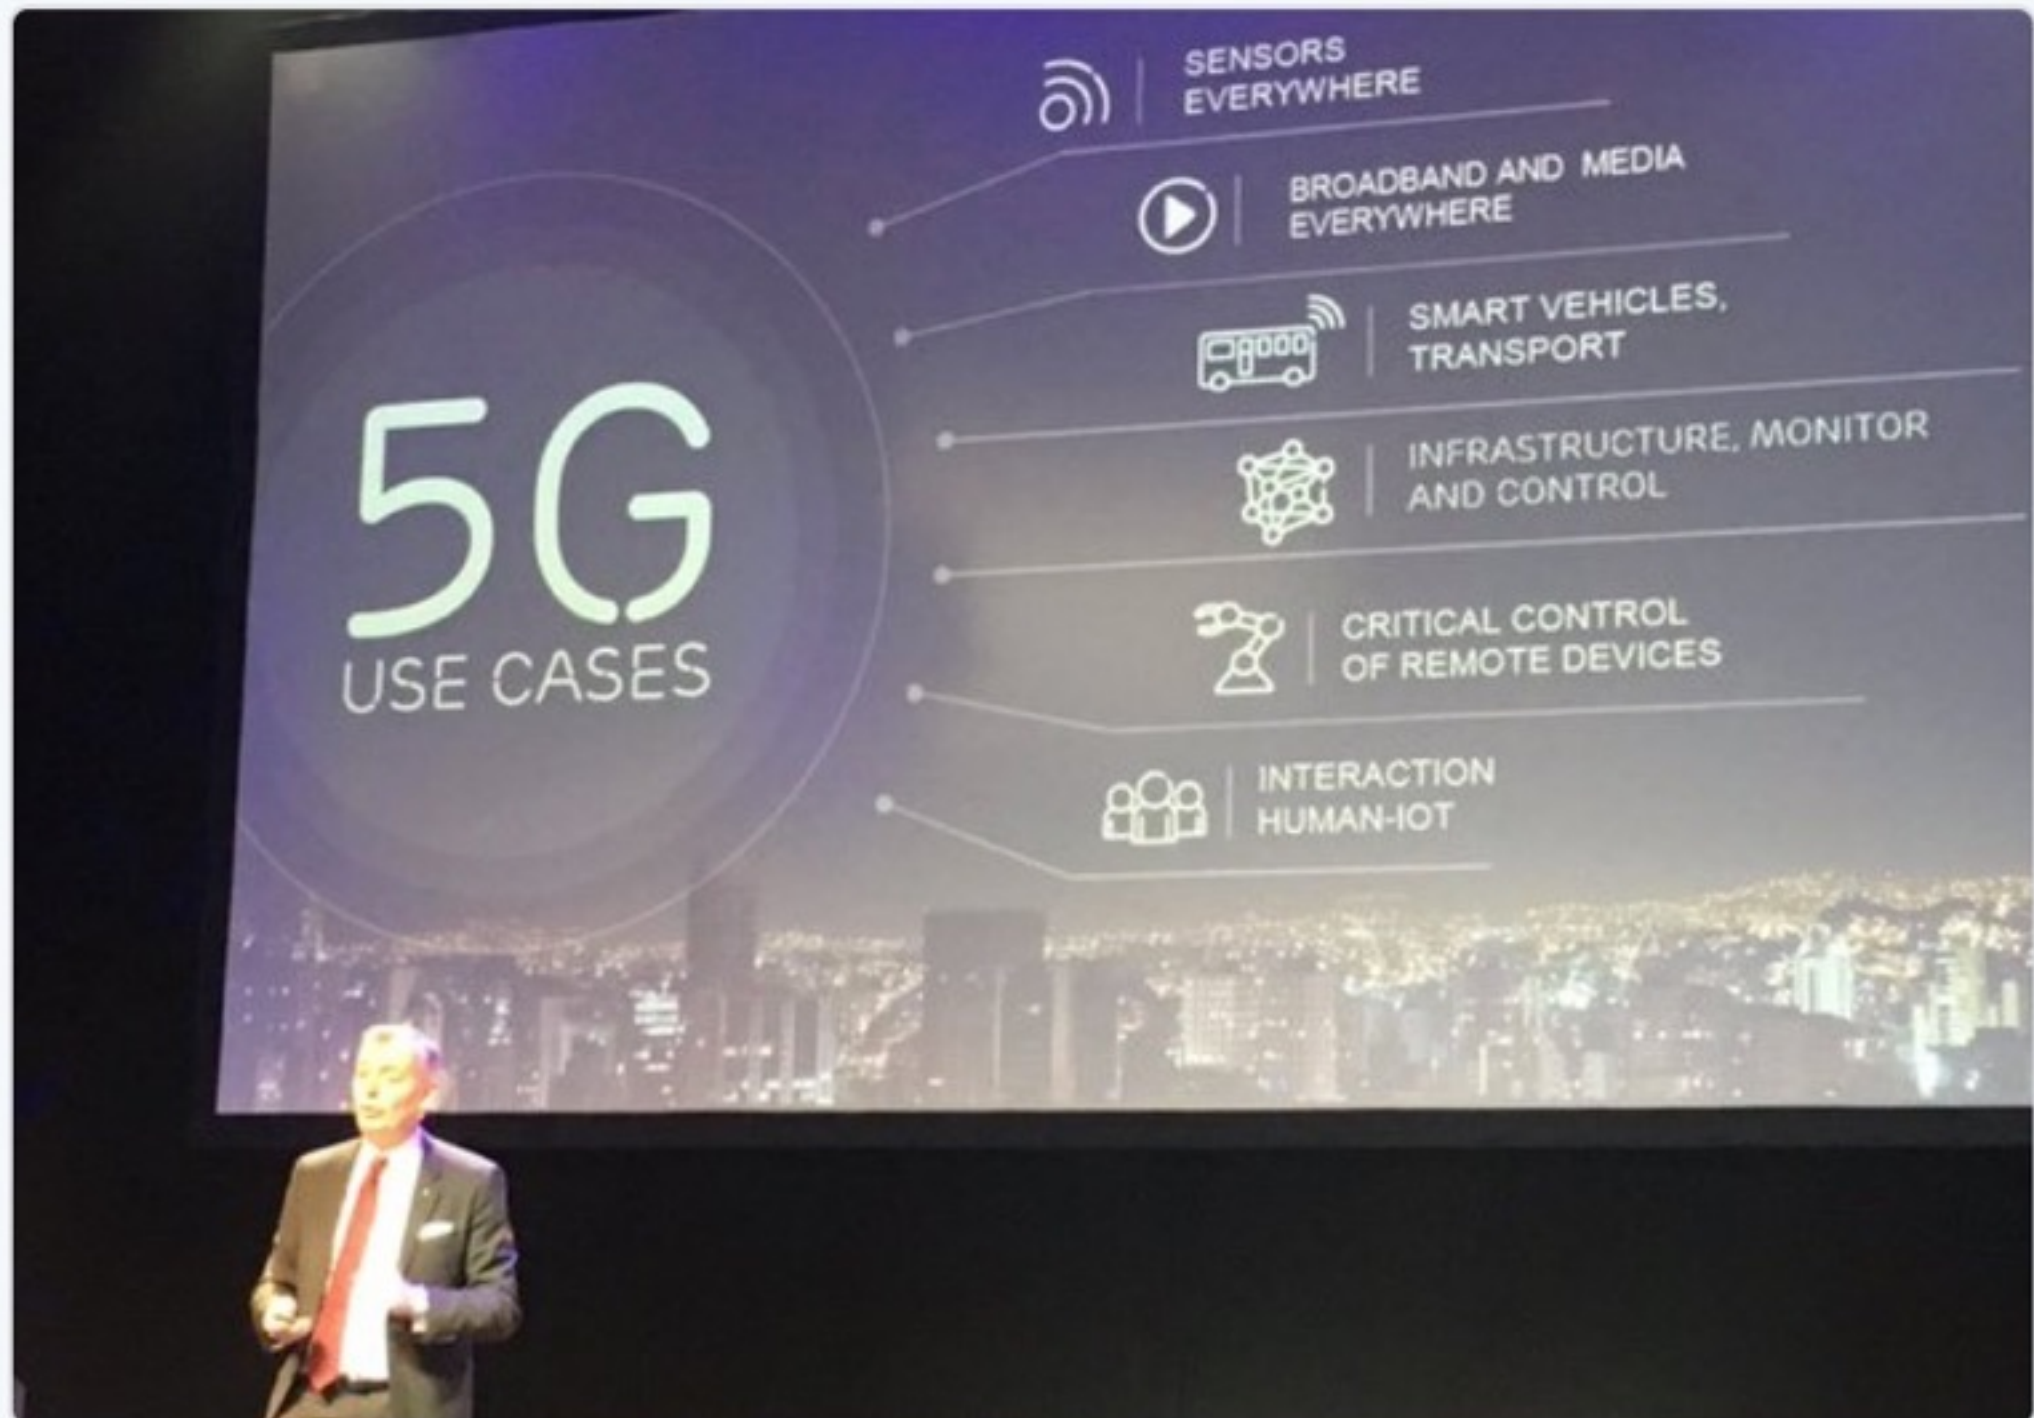 5G
USE CASES
SENSORS
EVERYWHERE
BROADBAND AND MEDIA
EVERYWHERE
SMART VEHICLES,
TRANSPORT
INFRASTRUCTURE, MONITOR
AND CONTROL
CRITICAL CONTROL
OF REMOTE DEVICES
INTERACTION
HUMAN-IOT